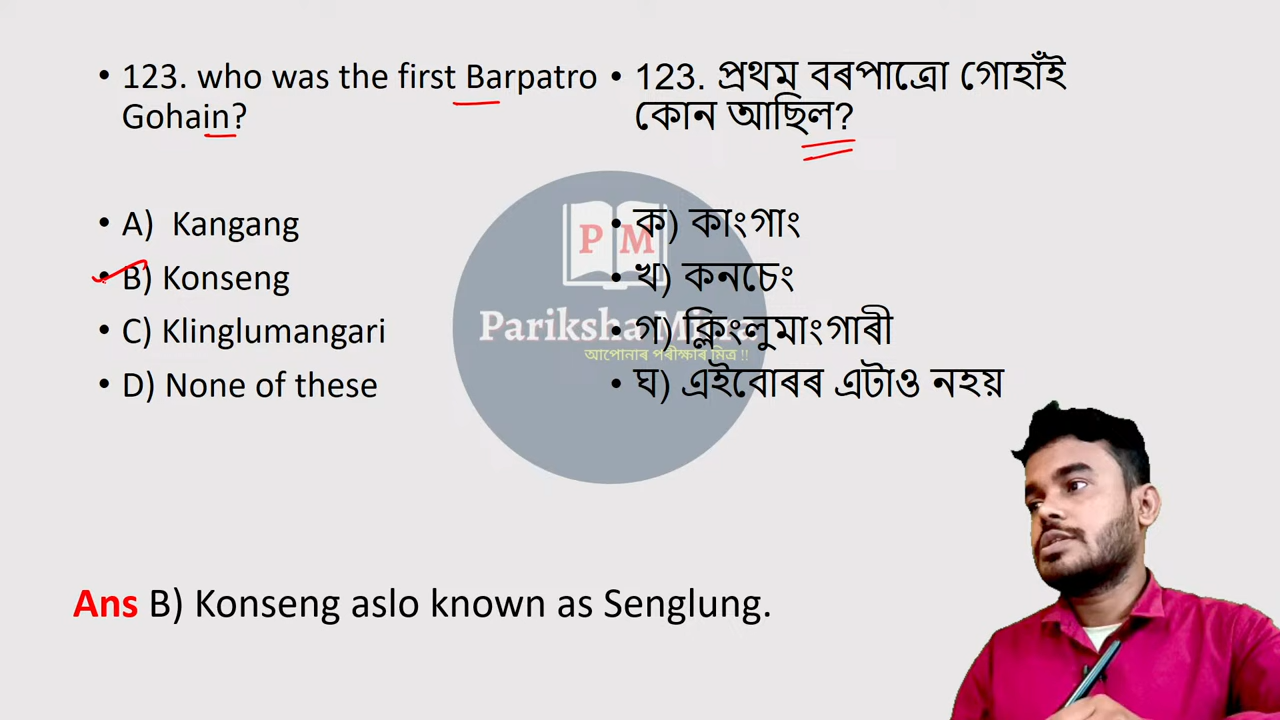 • 123. who was the first Barpatro
Gohain?
• A) Kangang
• B) Konseng
• C) Klinglumangari
• D) None of these
• 123. প্ৰথম বৰপাত্ৰো গোহাঁই
কোন আছিল?
• ক) কাংগাং
• খ) কনচেং
• গ) ক্লিংলুমাংগাৰী
• ঘ) এইবোৰৰ এটাও নহয়
P M
Pariksha Mitra
আপোনাৰ পৰীক্ষাৰ মিত্ৰ !!
Ans B) Konseng aslo known as Senglung.